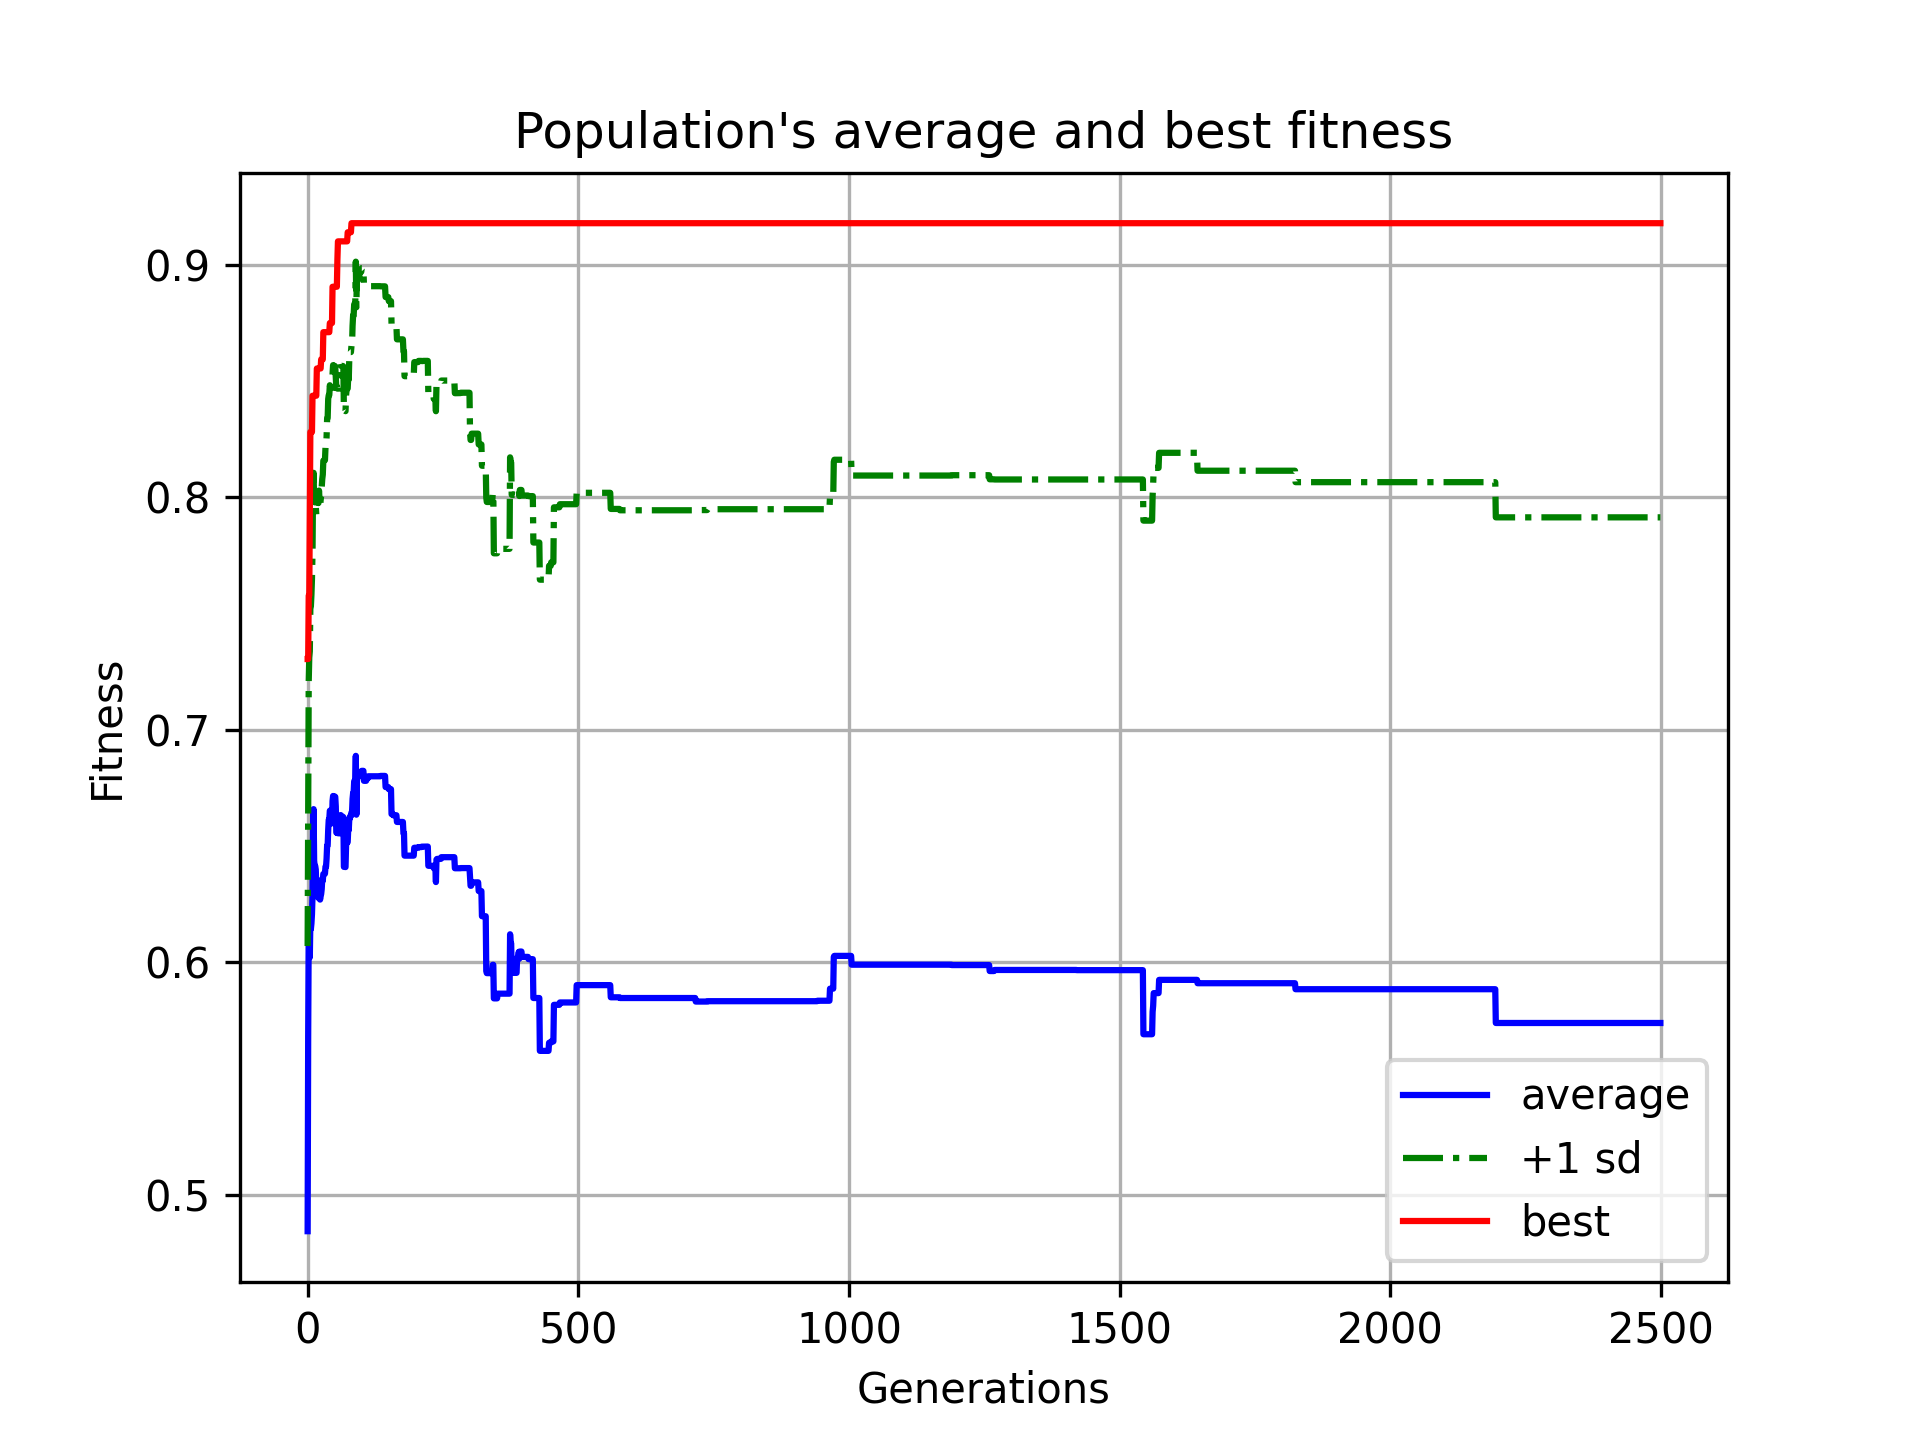 Population's average and best fitness
Fitness
0.9
0.8
0.7
0.6
0.5
0
500
1000
1500
2000
2500
Generations
average
+1 sd
best